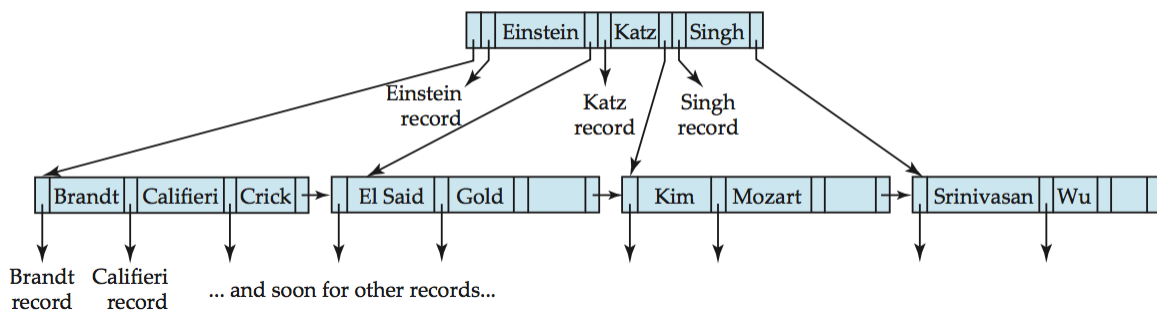 Einstein Katz Singh
Einstein
record
Katz
record
Singh
record
Brandt Califieri Crick El Said Gold Kim Mozart Srinivasan Wu
Brandt
record
Califieri
record
... and soon for other records...